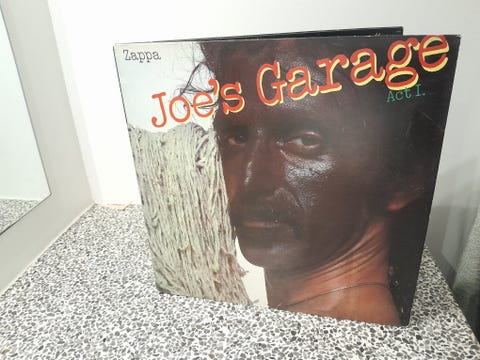 Zappa
Joe's Garage
Act I.